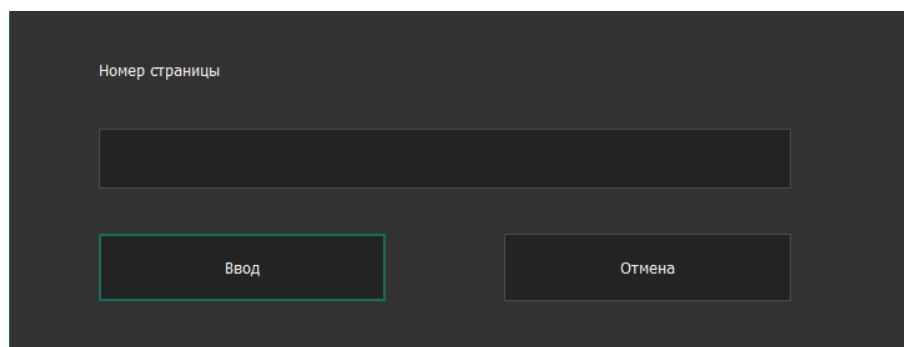 Номер страницы
Ввод
Отмена